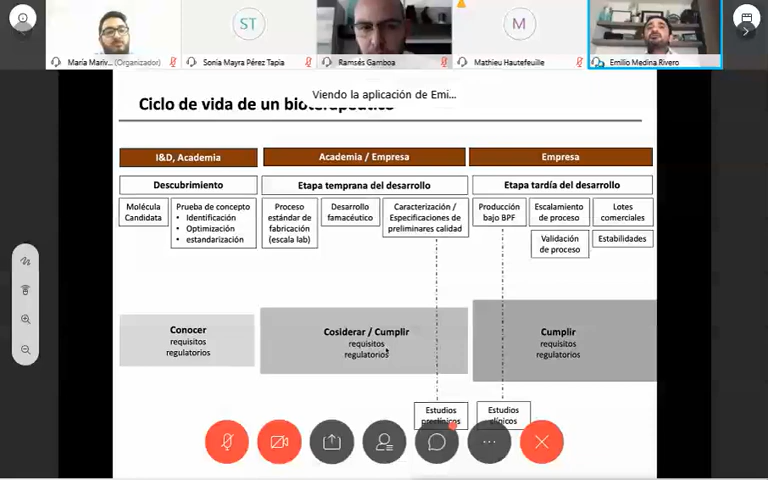 ST
M
María Mariv... (Organizador)
Sonia Mayra Pérez Tapia
Ramsés Gamboa
Mathieu Hautefeuille
Emilio Medina Rivero
Viendo la aplicación de Emi...
Ciclo de vida de un bioterapéutico
I&D, Academia
Academia / Empresa
Empresa
Descubrimiento
Etapa temprana del desarrollo
Etapa tardía del desarrollo
Molécula
Candidata
Prueba de concepto
• Identificación
• Optimización
• estandarización
Proceso
estándar de
fabricación
(escala lab)
Desarrollo
famacéutico
Caracterización /
Especificaciones de
preliminares calidad
Producción
bajo BPF
Escalamiento
de proceso
Validación
de proceso
Lotes
comerciales
Estabilidades
Conocer
requisitos
regulatorios
Cosiderar / Cumplir
requisitos
regulatorios
Cumplir
requisitos
regulatorios
Estudios
preclínicos
Estudios
clínicos